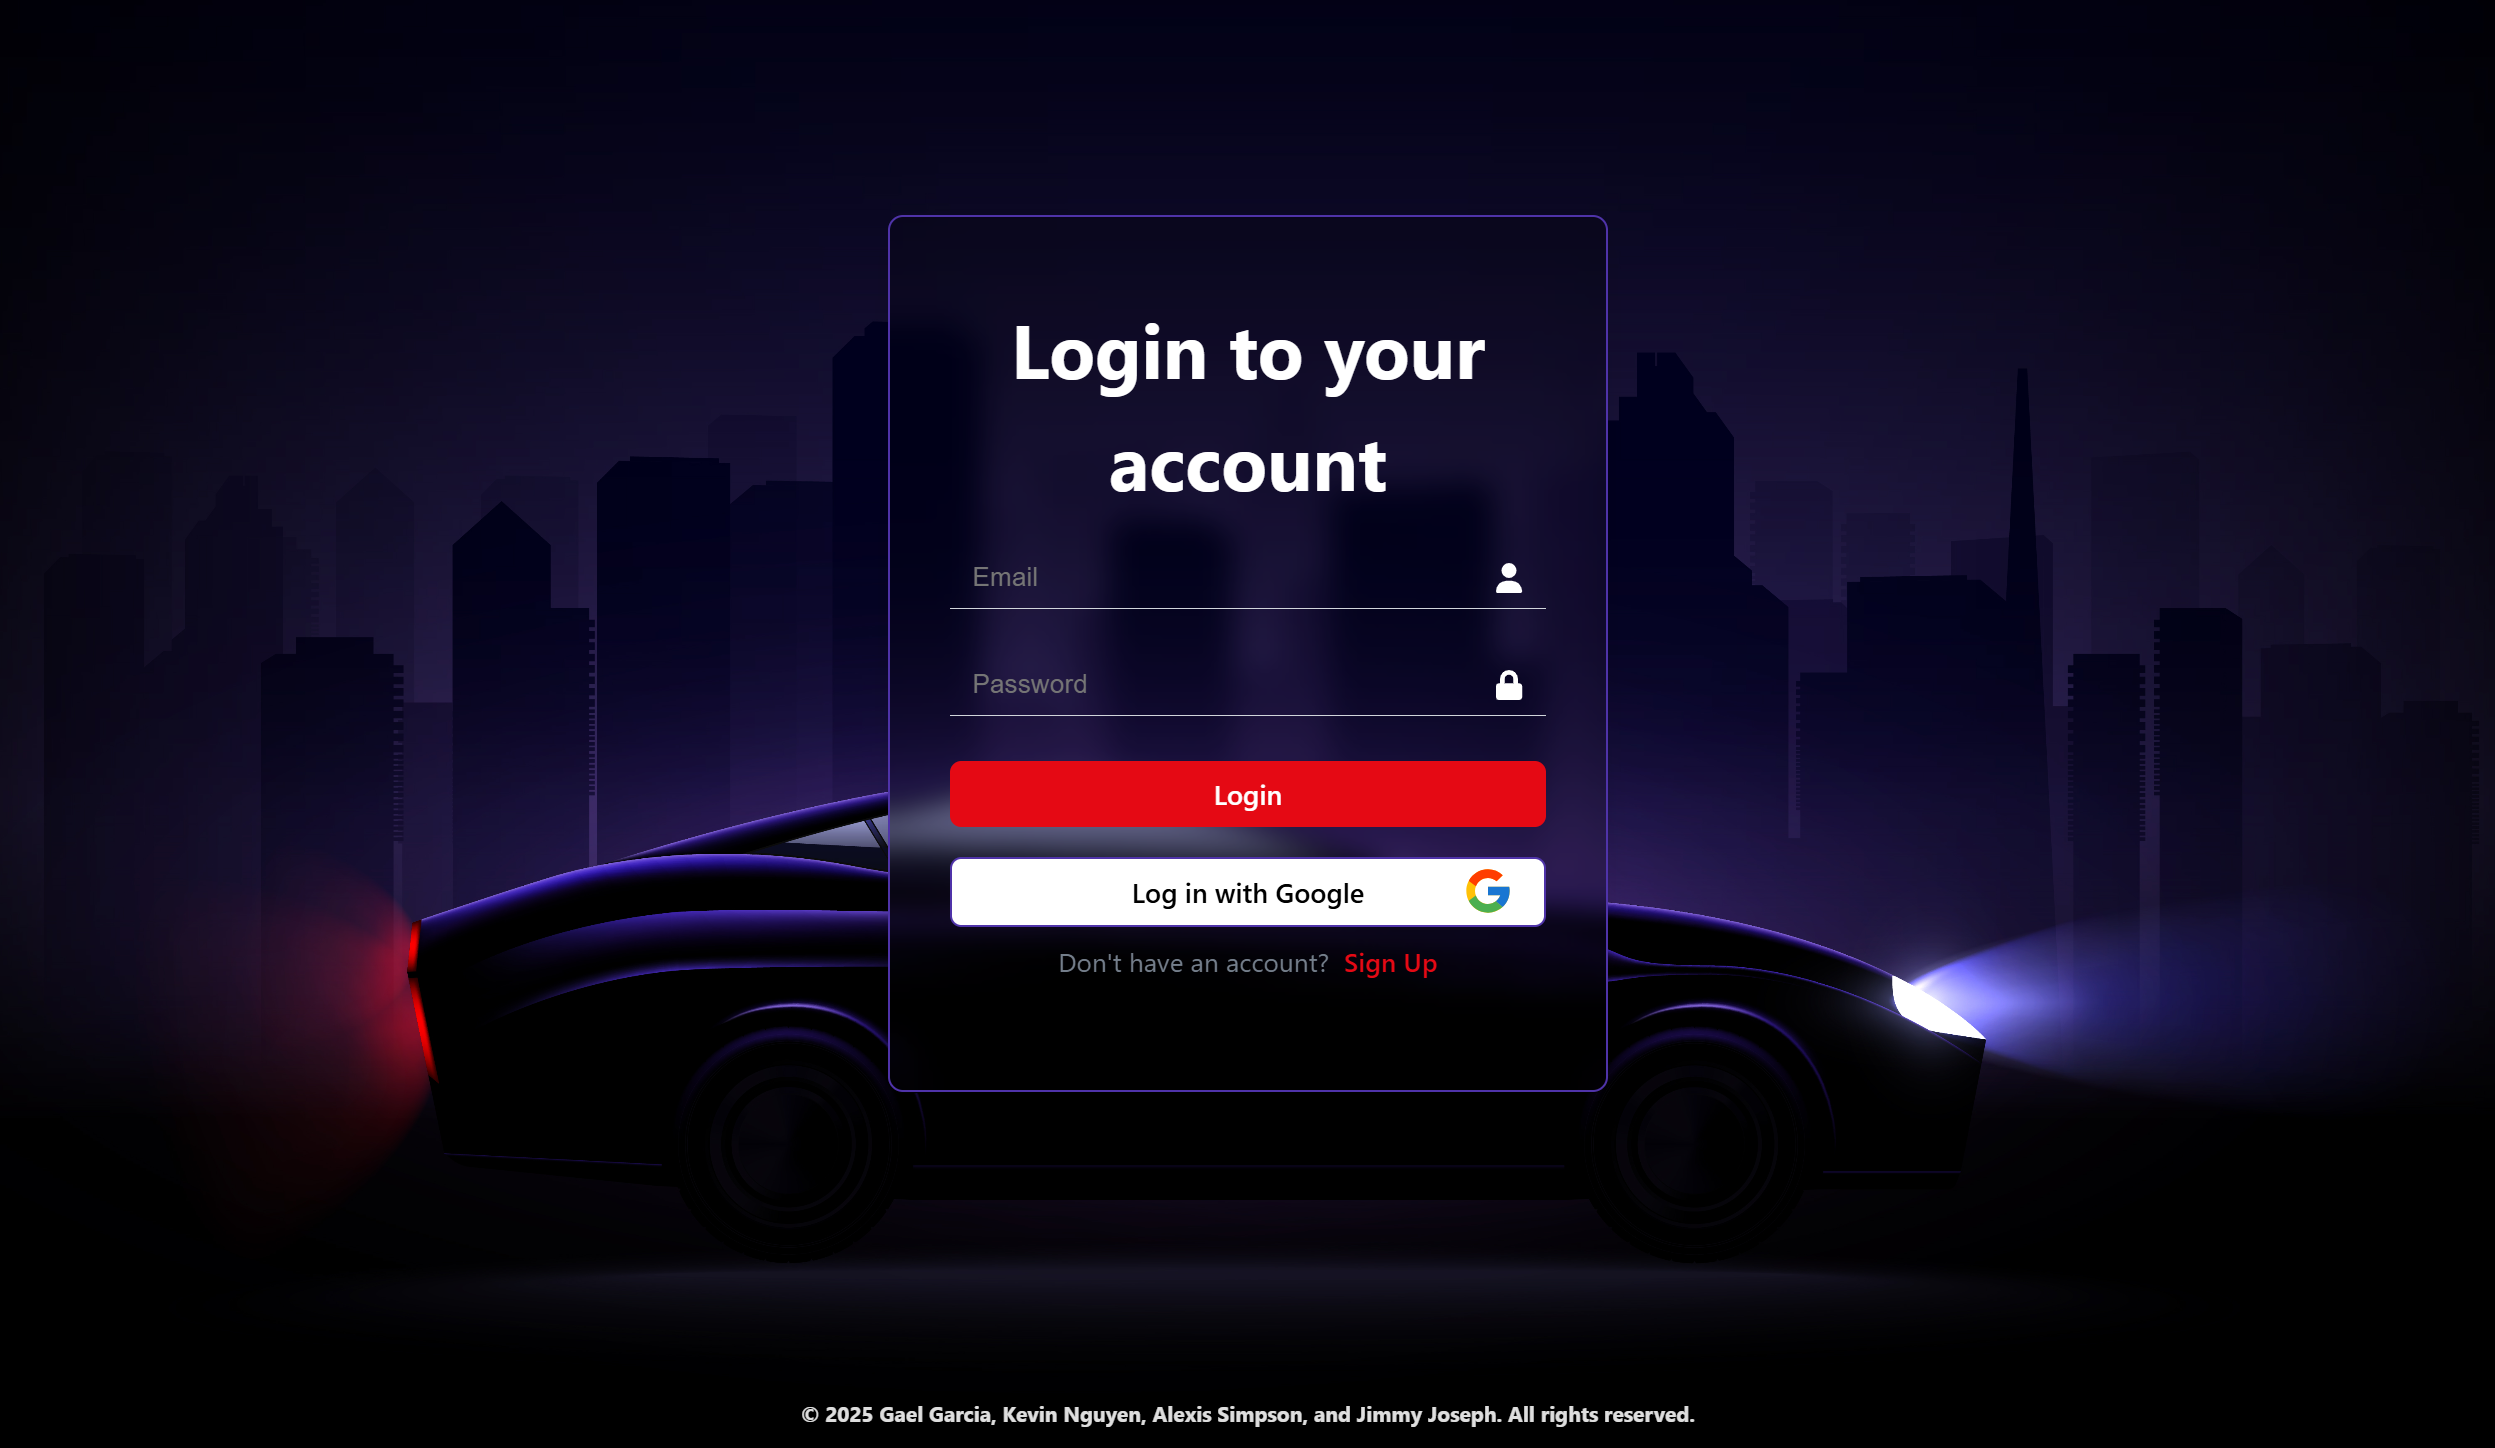 Login to your
account
Email
Password
Login
Log in with Google
Don't have an account? Sign Up
© 2025 Gael Garcia, Kevin Nguyen, Alexis Simpson, and Jimmy Joseph. All rights reserved.